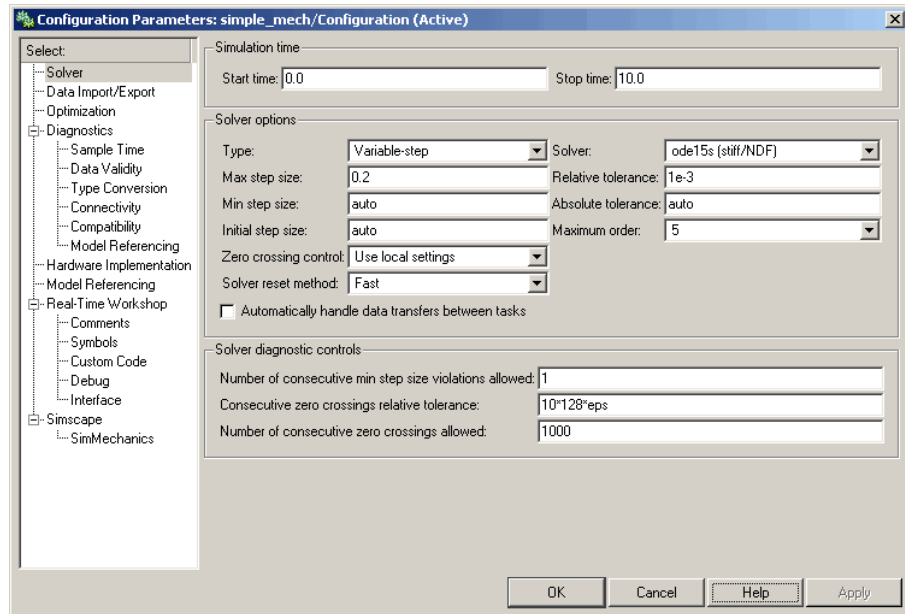 Configuration Parameters: simple_mech/Configuration (Active)
Select:
Solver
Data Import/Export
Optimization
Diagnostics
Sample Time
Data Validity
Type Conversion
Connectivity
Compatibility
Model Referencing
Hardware Implementation
Model Referencing
Real-Time Workshop
Comments
Symbols
Custom Code
Debug
Interface
Simscape
SimMechanics
Simulation time
Start time: 0.0 Stop time: 10.0
Solver options
Type: Variable-step Solver: ode15s (stiff/NDF)
Max step size: 0.2 Relative tolerance: 1e-3
Min step size: auto Absolute tolerance: auto
Initial step size: auto Maximum order: 5
Zero crossing control: Use local settings
Solver reset method: Fast
Automatically handle data transfers between tasks
Solver diagnostic controls
Number of consecutive min step size violations allowed: 1
Consecutive zero crossings relative tolerance: 10*128*eps
Number of consecutive zero crossings allowed: 1000
OK Cancel Help Apply